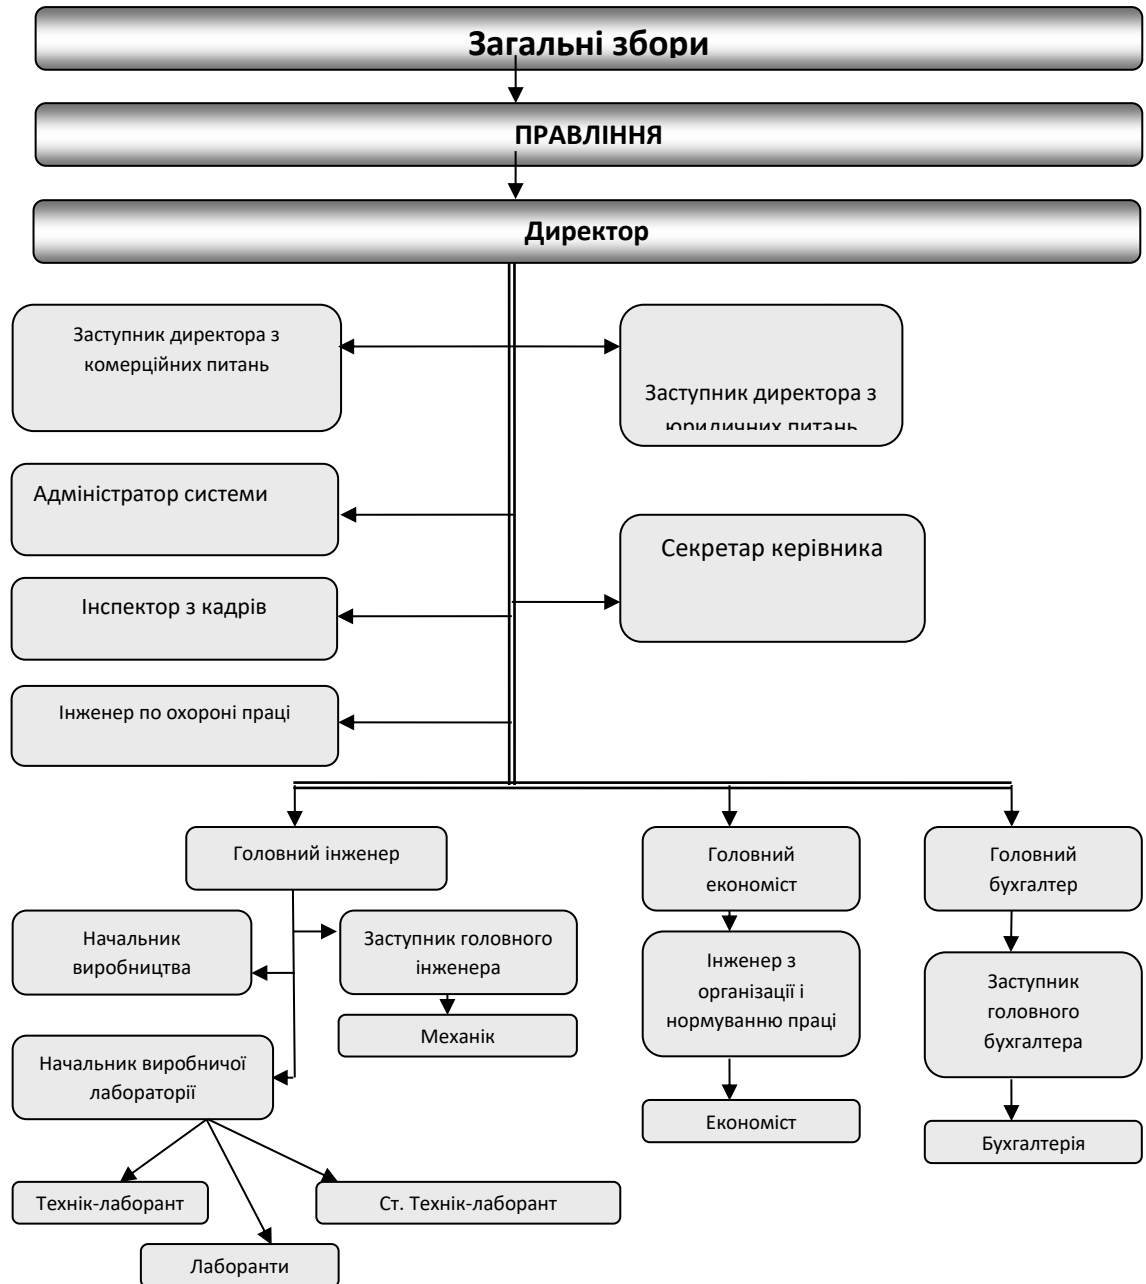 Загальні збори
ПРАВЛІННЯ
Директор
Заступник директора з
комерційних питань
Заступник директора з
юридичних питань
Адміністратор системи
Секретар керівника
Інспектор з кадрів
Інженер по охороні праці
Головний інженер
Головний
економіст
Головний
бухгалтер
Начальник
виробництва
Заступник головного
інженера
Інженер з
організації і
нормуванню праці
Заступник
головного
бухгалтера
Механік
Начальник виробничої
лабораторії
Економіст
Бухгалтерія
Технік-лаборант
Ст. Технік-лаборант
Лаборанти